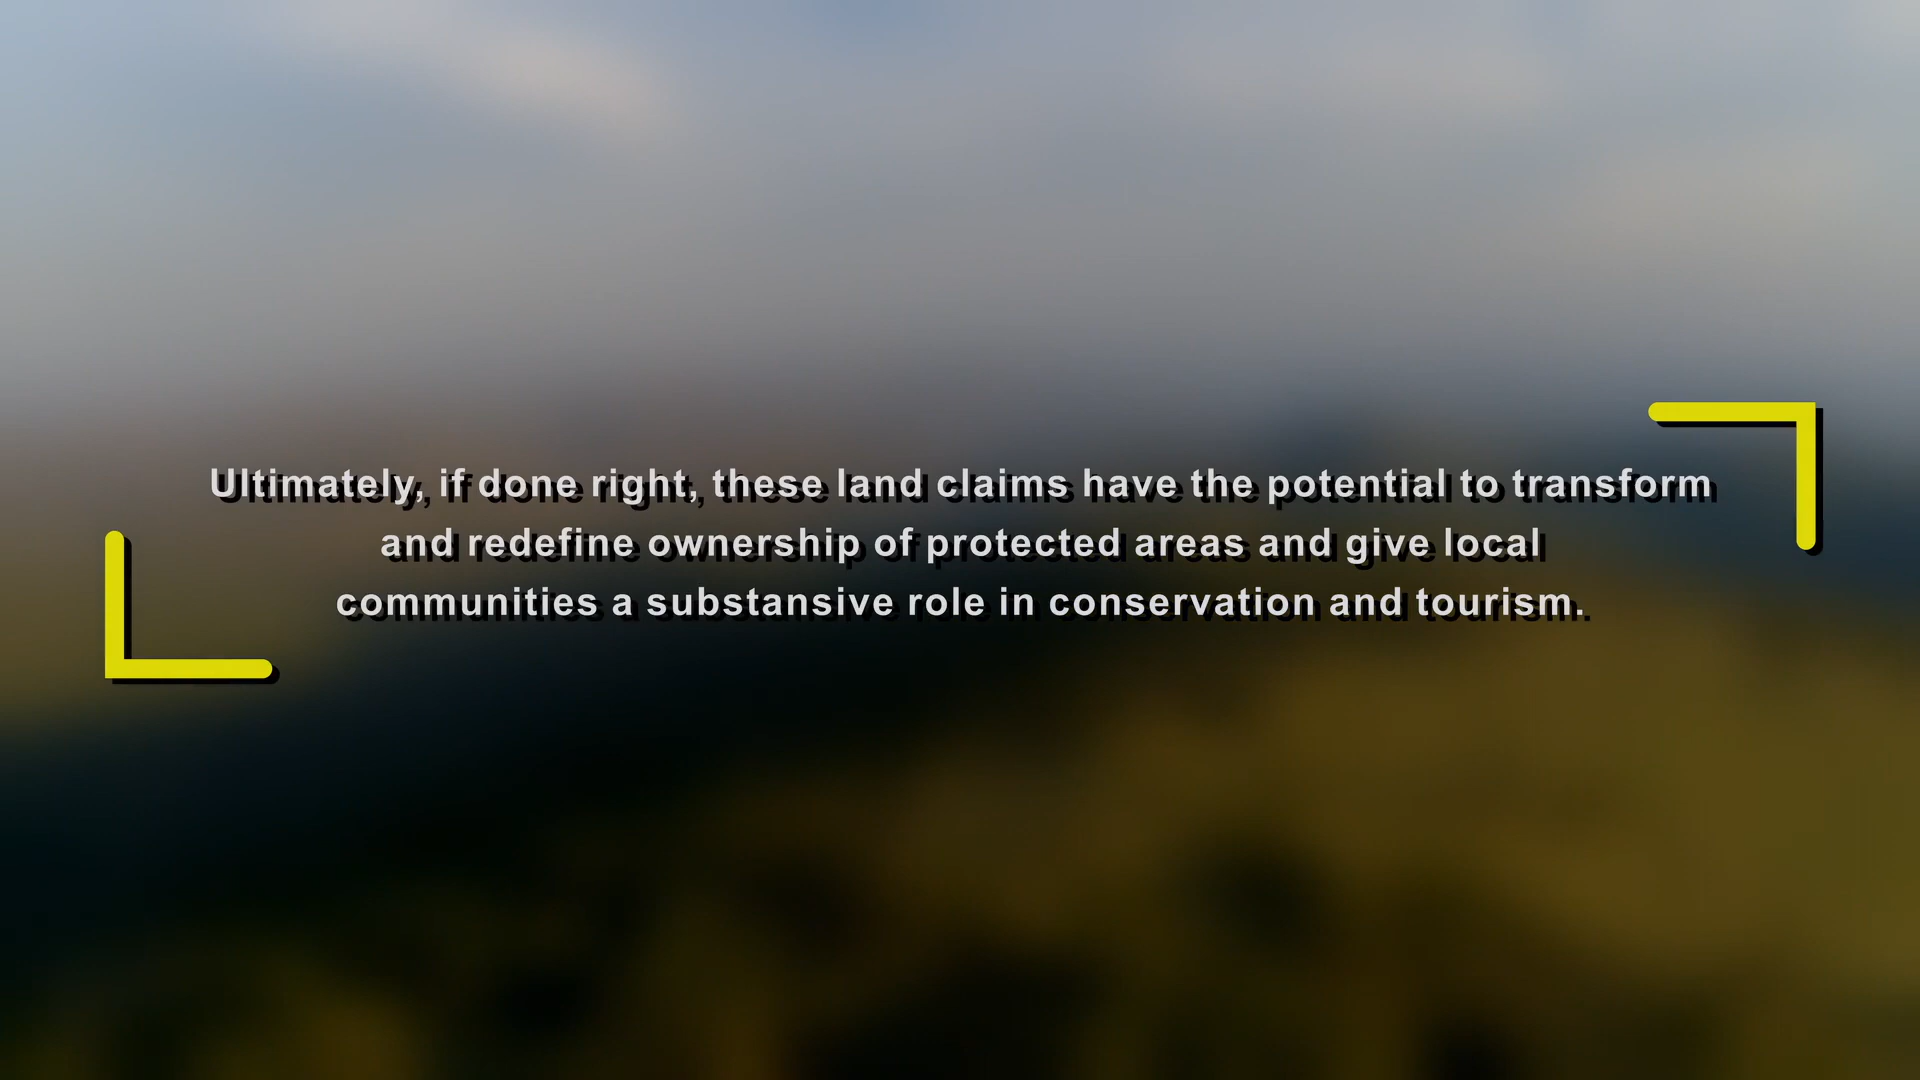 Ultimately, if done right, these land claims have the potential to transform
and redefine ownership of protected areas and give local
communities a substansive role in conservation and tourism.